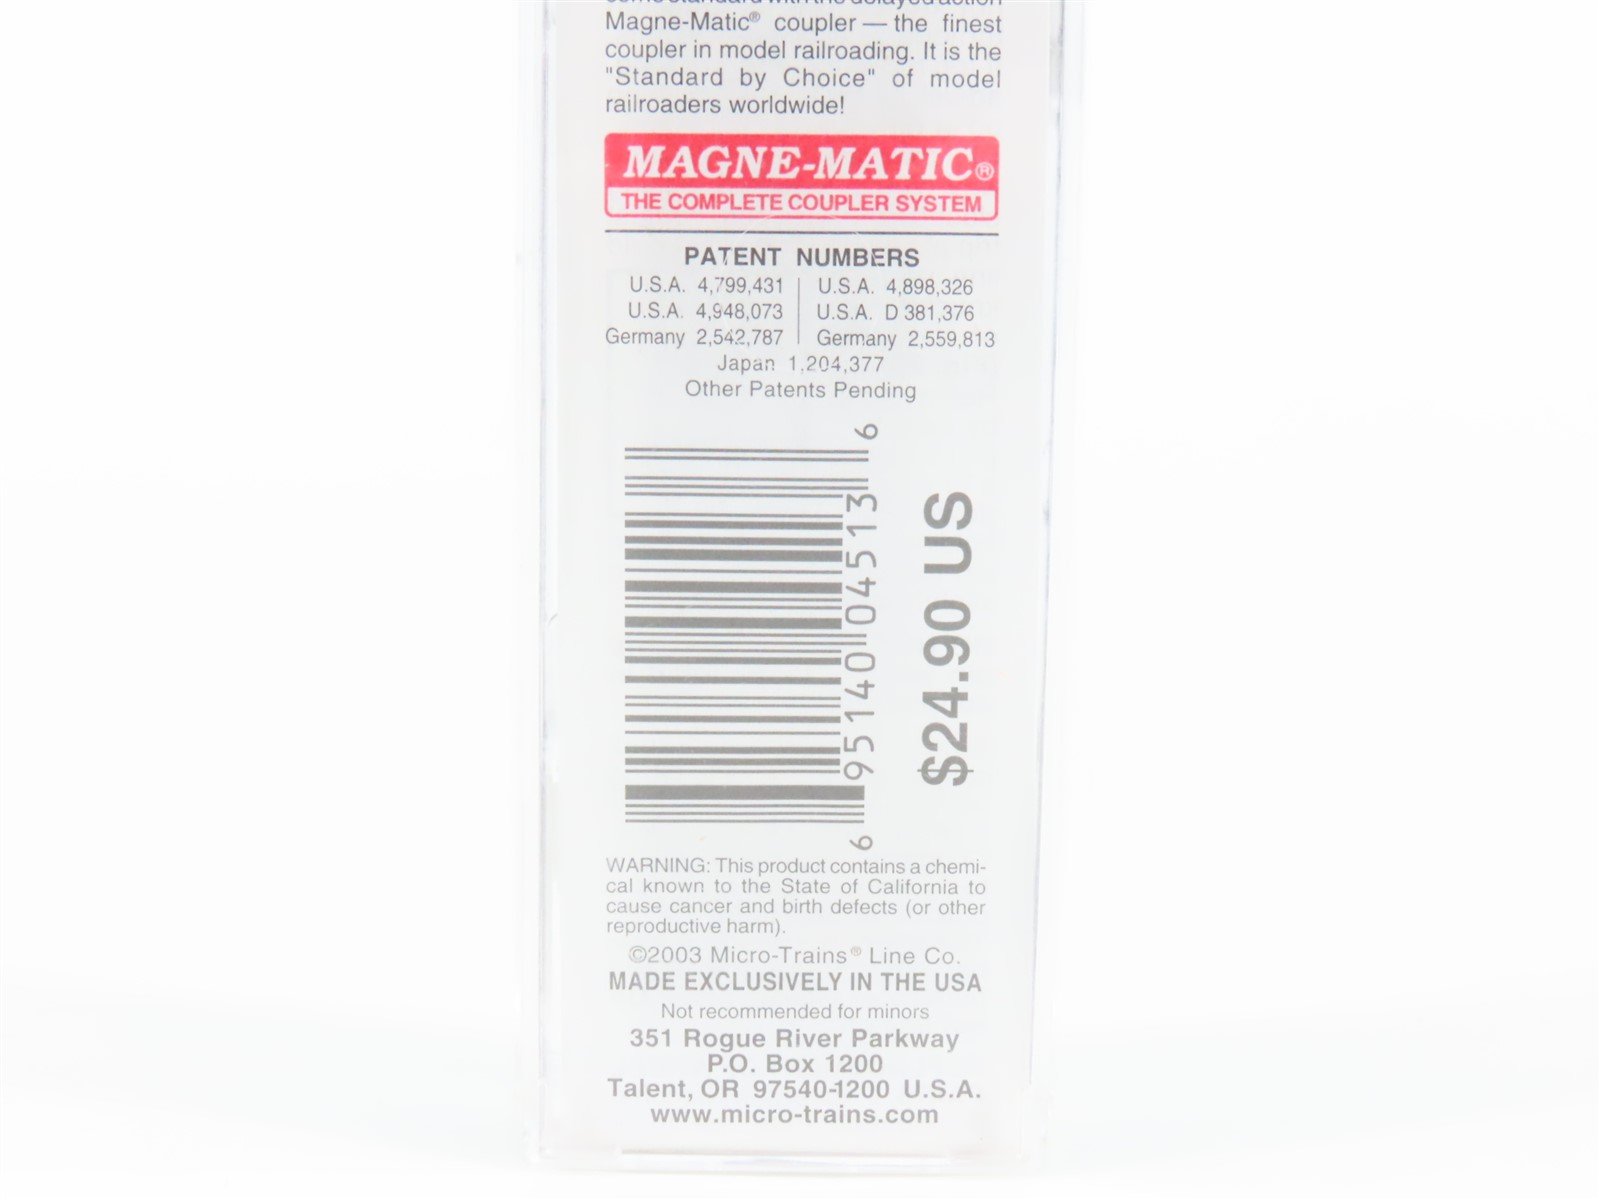 Magne-Matic® coupler — the finest
coupler in model railroading. It is the
"Standard by Choice" of model
railroaders worldwide!
MAGNE-MATIC®
THE COMPLETE COUPLER SYSTEM
PATENT NUMBERS
U.S.A. 4,799,431 | U.S.A. 4,898,326
U.S.A. 4,948,073 | U.S.A. D 381,376
Germany 2,542,787 | Germany 2,559,813
Japan 1,204,377
Other Patents Pending
6 95140 04513 6
$24.90 US
WARNING: This product contains a chemi-
cal known to the State of California to
cause cancer and birth defects (or other
reproductive harm).
©2003 Micro-Trains® Line Co.
MADE EXCLUSIVELY IN THE USA
Not recommended for minors
351 Rogue River Parkway
P.O. Box 1200
Talent, OR 97540-1200 U.S.A.
www.micro-trains.com